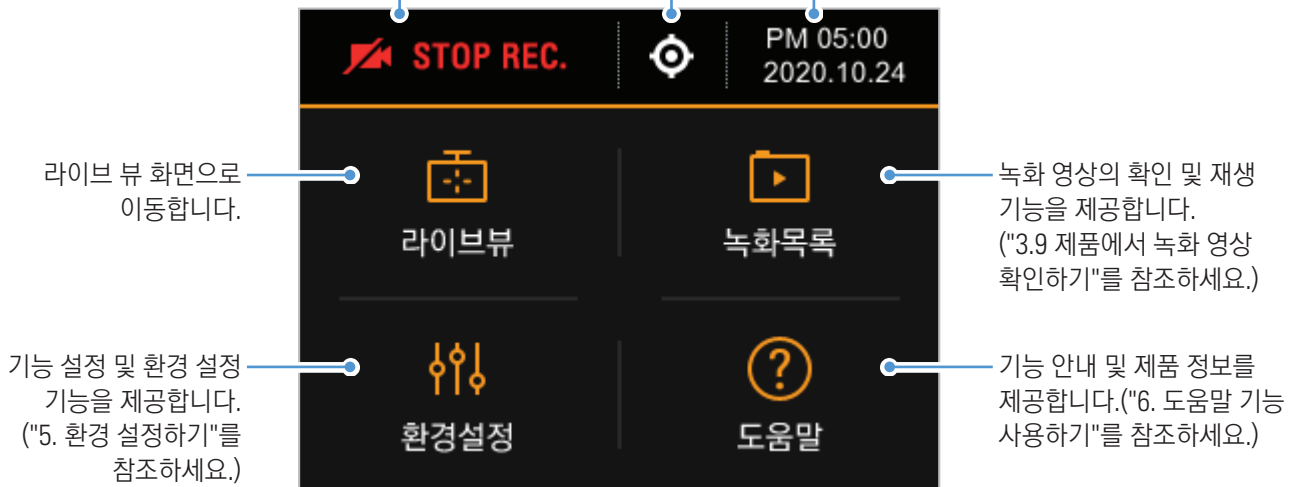 STOP REC.
PM 05:00
2020.10.24
라이브 뷰 화면으로
이동합니다.
라이브뷰
녹화목록
녹화 영상의 확인 및 재생
기능을 제공합니다.
("3.9 제품에서 녹화 영상
확인하기"를 참조하세요.)
기능 설정 및 환경 설정
기능을 제공합니다.
("5. 환경 설정하기"를
참조하세요.)
환경설정
도움말
기능 안내 및 제품 정보를
제공합니다.("6. 도움말 기능
사용하기"를 참조하세요.)